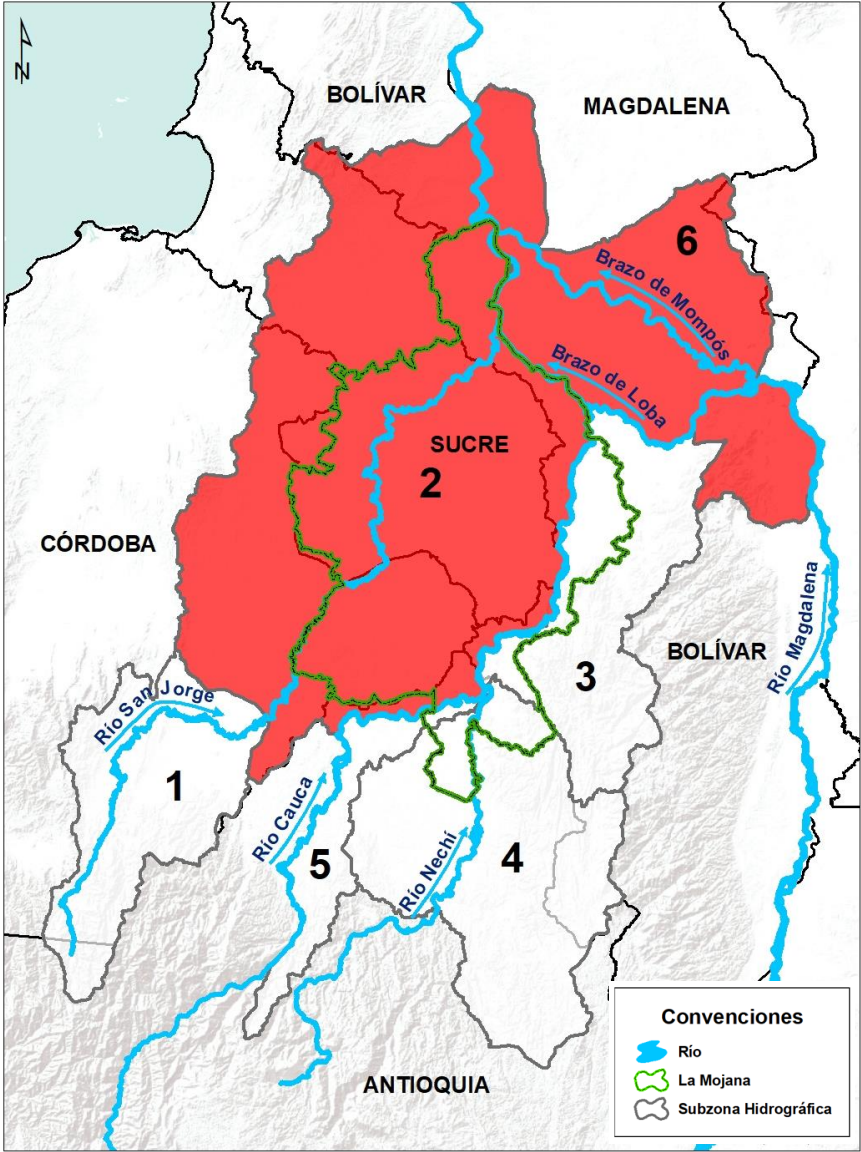 N
BOLÍVAR
MAGDALENA
6
Brazo de Mompós
Brazo de Loba
SUCRE
2
CÓRDOBA
Río Magdalena
BOLÍVAR
3
Río San Jorge
1
Río Cauca
5
Río Nechí
4
ANTIOQUIA
Convenciones
Río
La Mojana
Subzona Hidrográfica